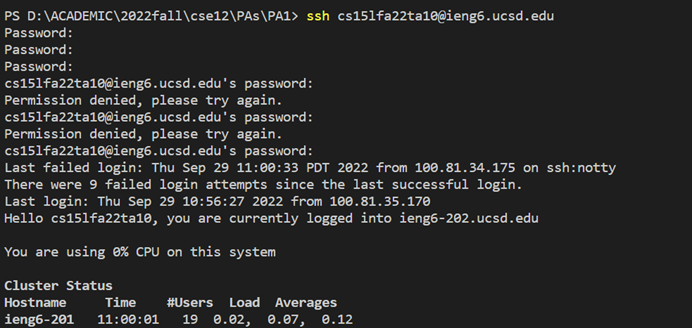 PS D:\ACADEMIC\2022fall\cse12\PAs\PA1> ssh cs15lfa22ta10@ieng6.ucsd.edu
Password:
Password:
Password:
cs15lfa22ta10@ieng6.ucsd.edu's password:
Permission denied, please try again.
cs15lfa22ta10@ieng6.ucsd.edu's password:
Permission denied, please try again.
cs15lfa22ta10@ieng6.ucsd.edu's password:
Last failed login: Thu Sep 29 11:00:33 PDT 2022 from 100.81.34.175 on ssh:notty
There were 9 failed login attempts since the last successful login.
Last login: Thu Sep 29 10:56:27 2022 from 100.81.35.170
Hello cs15lfa22ta10, you are currently logged into ieng6-202.ucsd.edu
You are using 0% CPU on this system
Cluster Status
Hostname Time #Users Load Averages
ieng6-201 11:00:01 19 0.02, 0.07, 0.12